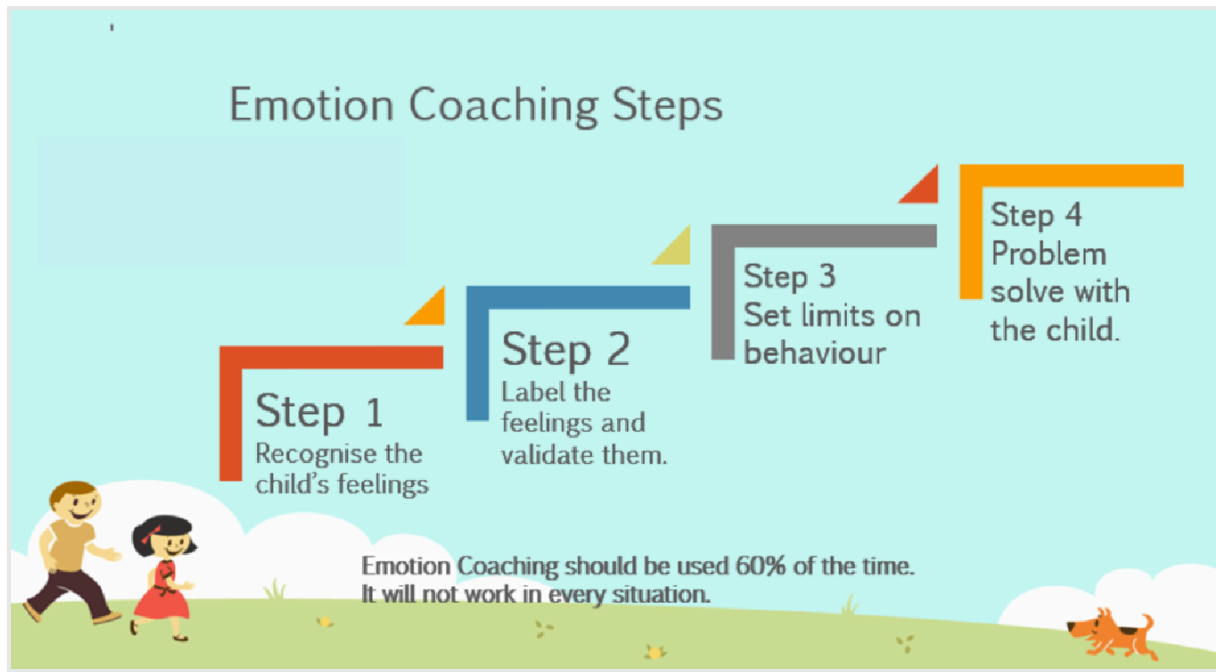 Emotion Coaching Steps
Step 1
Recognise the
child's feelings
Step 2
Label the
feelings and
validate them.
Step 3
Set limits on
behaviour
Step 4
Problem
solve with
the child.
Emotion Coaching should be used 60% of the time.
It will not work in every situation.